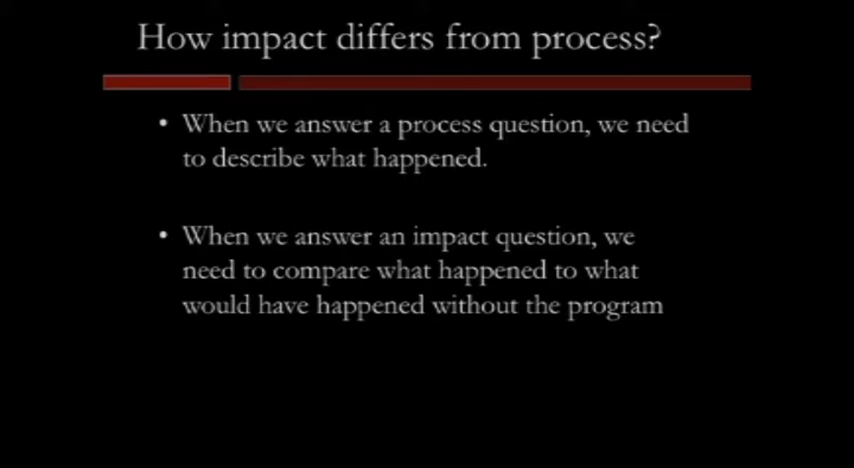 How impact differs from process?
• When we answer a process question, we need
to describe what happened.
• When we answer an impact question, we
need to compare what happened to what
would have happened without the program